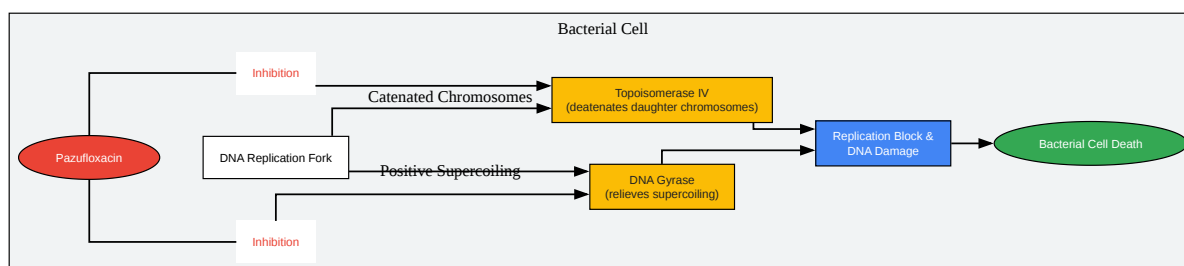 Bacterial Cell
Inhibition
Catenated Chromosomes
Topoisomerase IV
(deatenates daughter chromosomes)
Pazufloxacin
DNA Replication Fork
Positive Supercoiling
DNA Gyrase
(relieves supercoiling)
Replication Block &
DNA Damage
Bacterial Cell Death
Inhibition